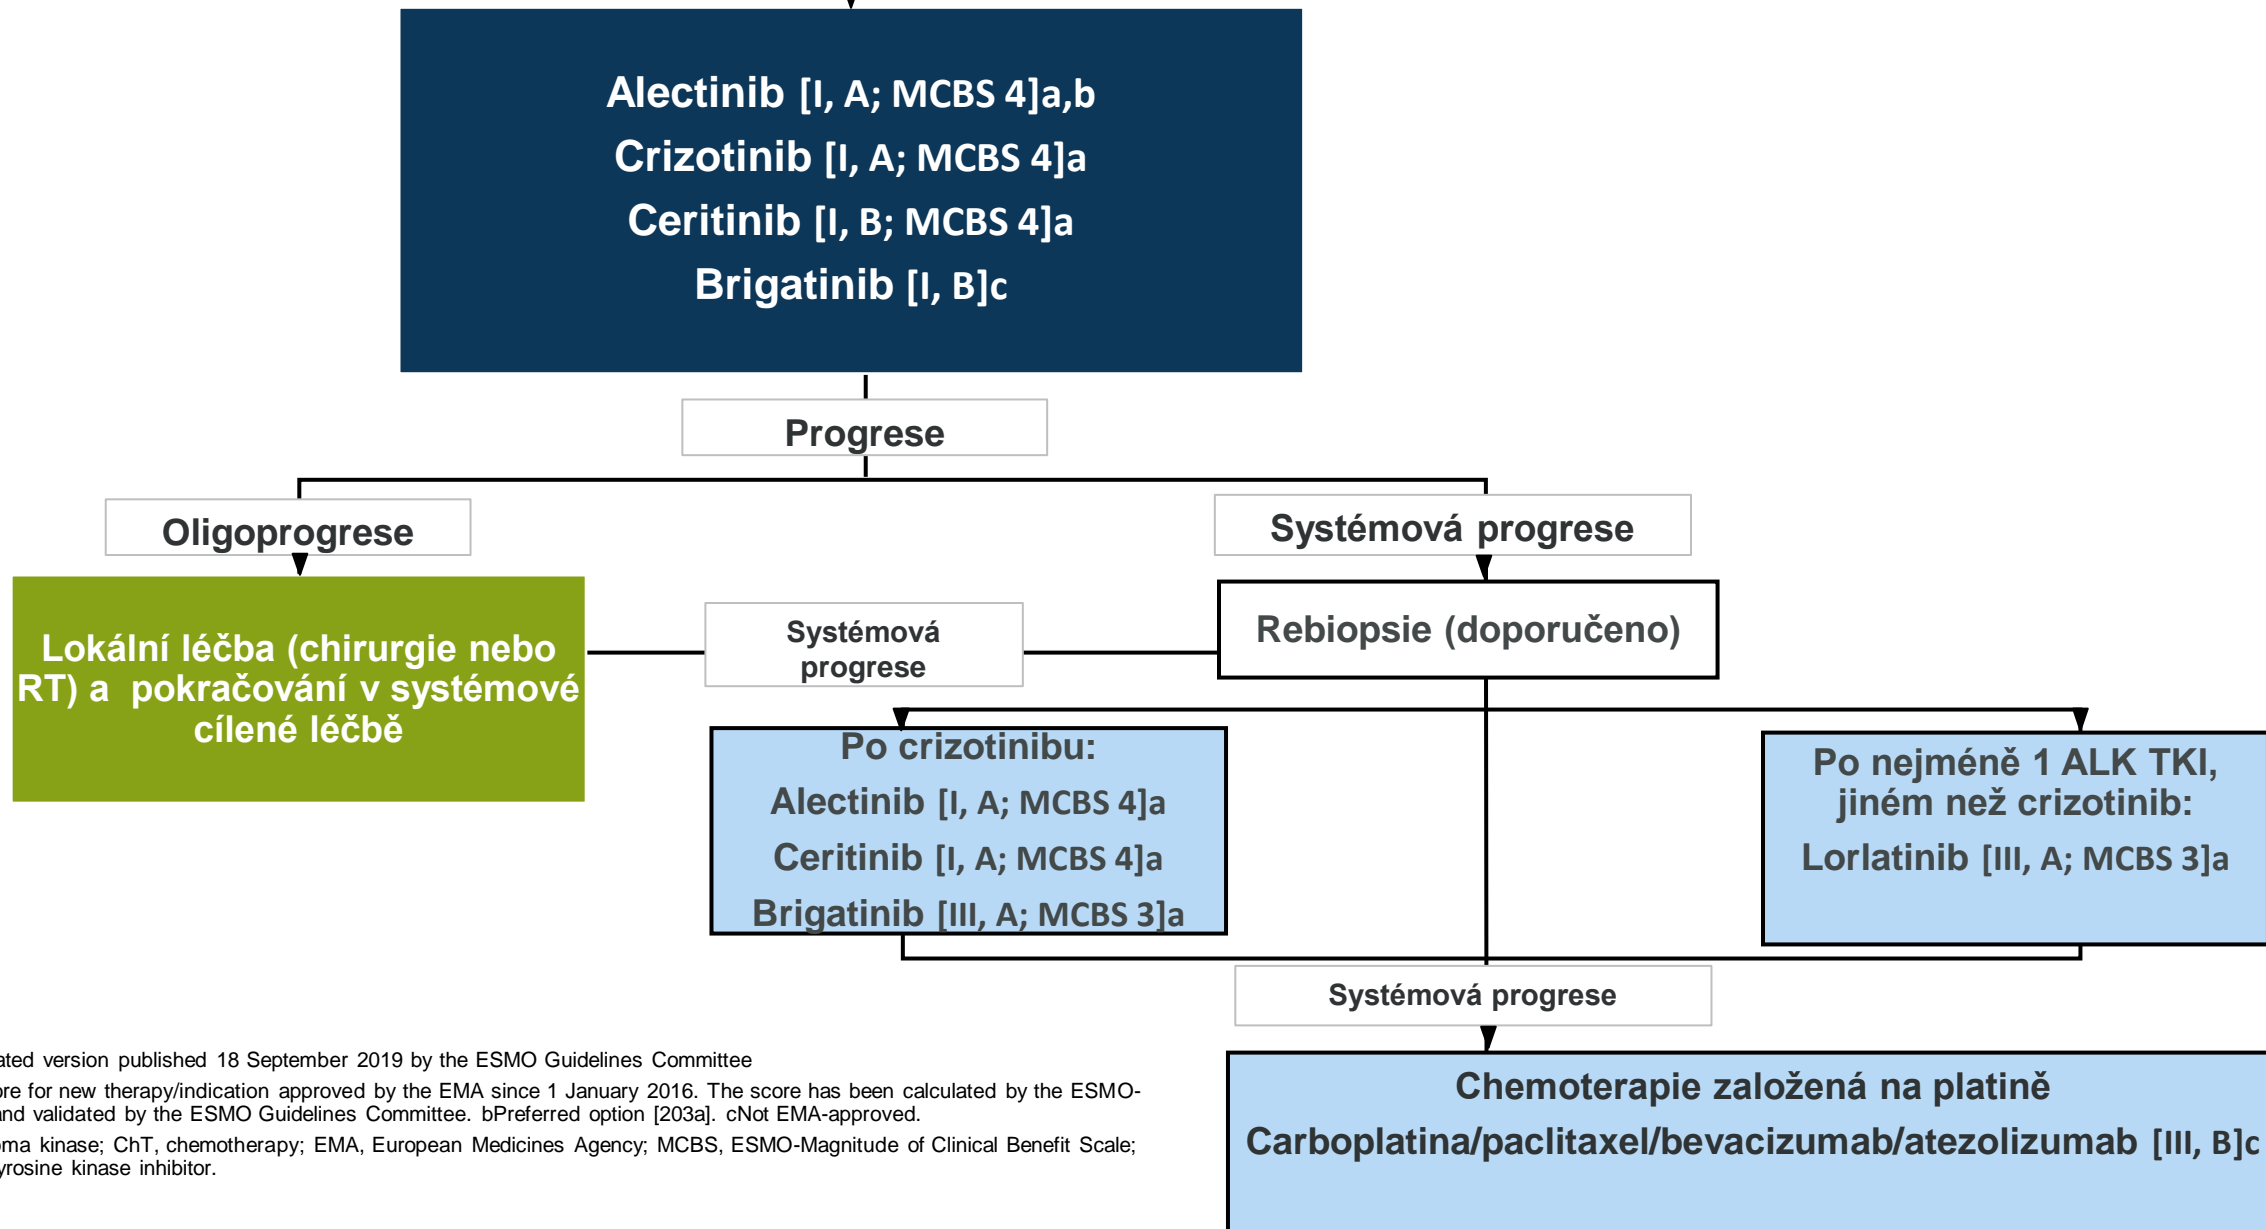 Alectinib [I, A; MCBS 4]a,b
Crizotinib [I, A; MCBS 4]a
Ceritinib [I, B; MCBS 4]a
Brigatinib [I, B]c
Progrese
Oligoprogrese
Systémová progrese
Lokální léčba (chirurgie nebo
RT) a pokračování v systémové
cílené léčbě
Systémová
progrese
Rebiopsie (doporučeno)
Po crizotinibu:
Alectinib [I, A; MCBS 4]a
Ceritinib [I, A; MCBS 4]a
Brigatinib [III, A; MCBS 3]a
Po nejméně 1 ALK TKI,
jiném než crizotinib:
Lorlatinib [III, A; MCBS 3]a
Systémová progrese
Chemoterapie založená na platině
Carboplatina/paclitaxel/bevacizumab/atezolizumab [III, B]c
version published 18 September 2019 by the ESMO Guidelines Committee
for new therapy/indication approved by the EMA since 1 January 2016. The score has been calculated by the ESMO-
and validated by the ESMO Guidelines Committee. bPreferred option [203a]. cNot EMA-approved.
kinase; ChT, chemotherapy; EMA, European Medicines Agency; MCBS, ESMO-Magnitude of Clinical Benefit Scale;
kinase inhibitor.